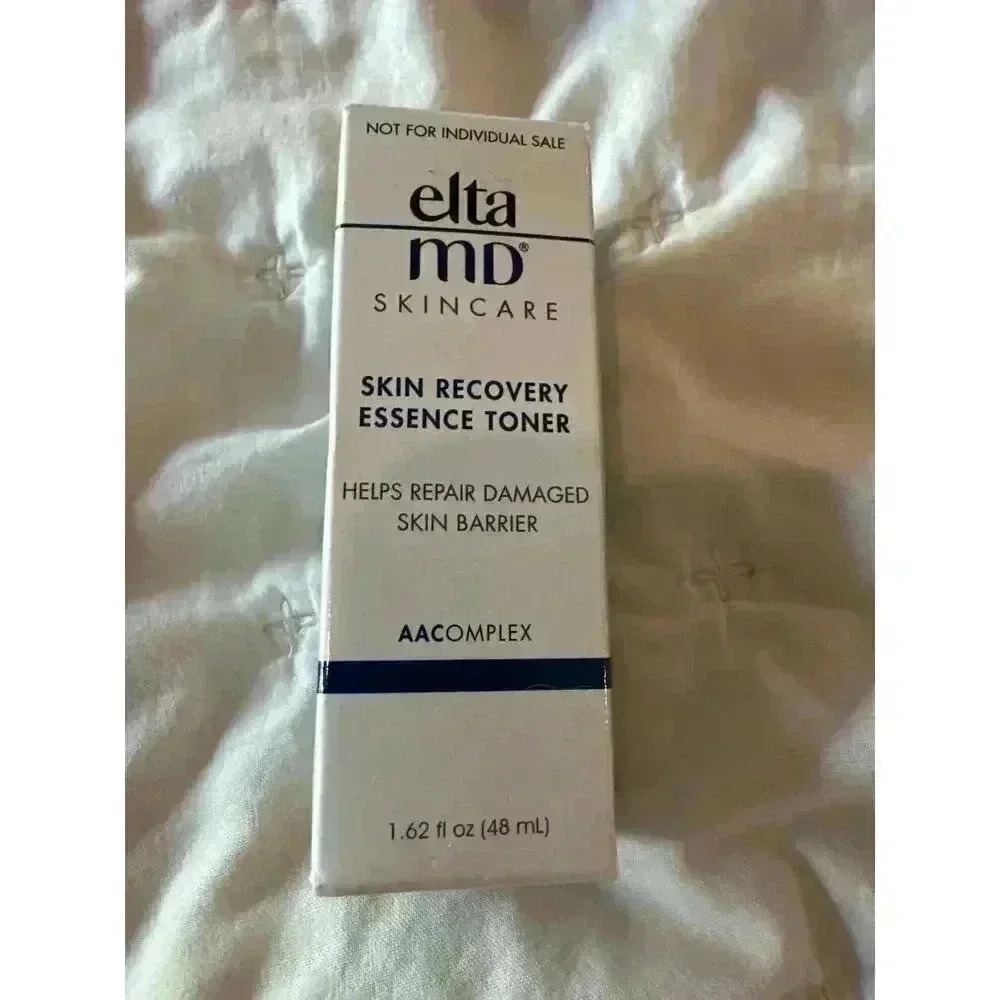 NOT FOR INDIVIDUAL SALE
elta
MD®
SKINCARE
SKIN RECOVERY
ESSENCE TONER
HELPS REPAIR DAMAGED
SKIN BARRIER
AACOMPLEX
1.62 fl oz (48 mL)